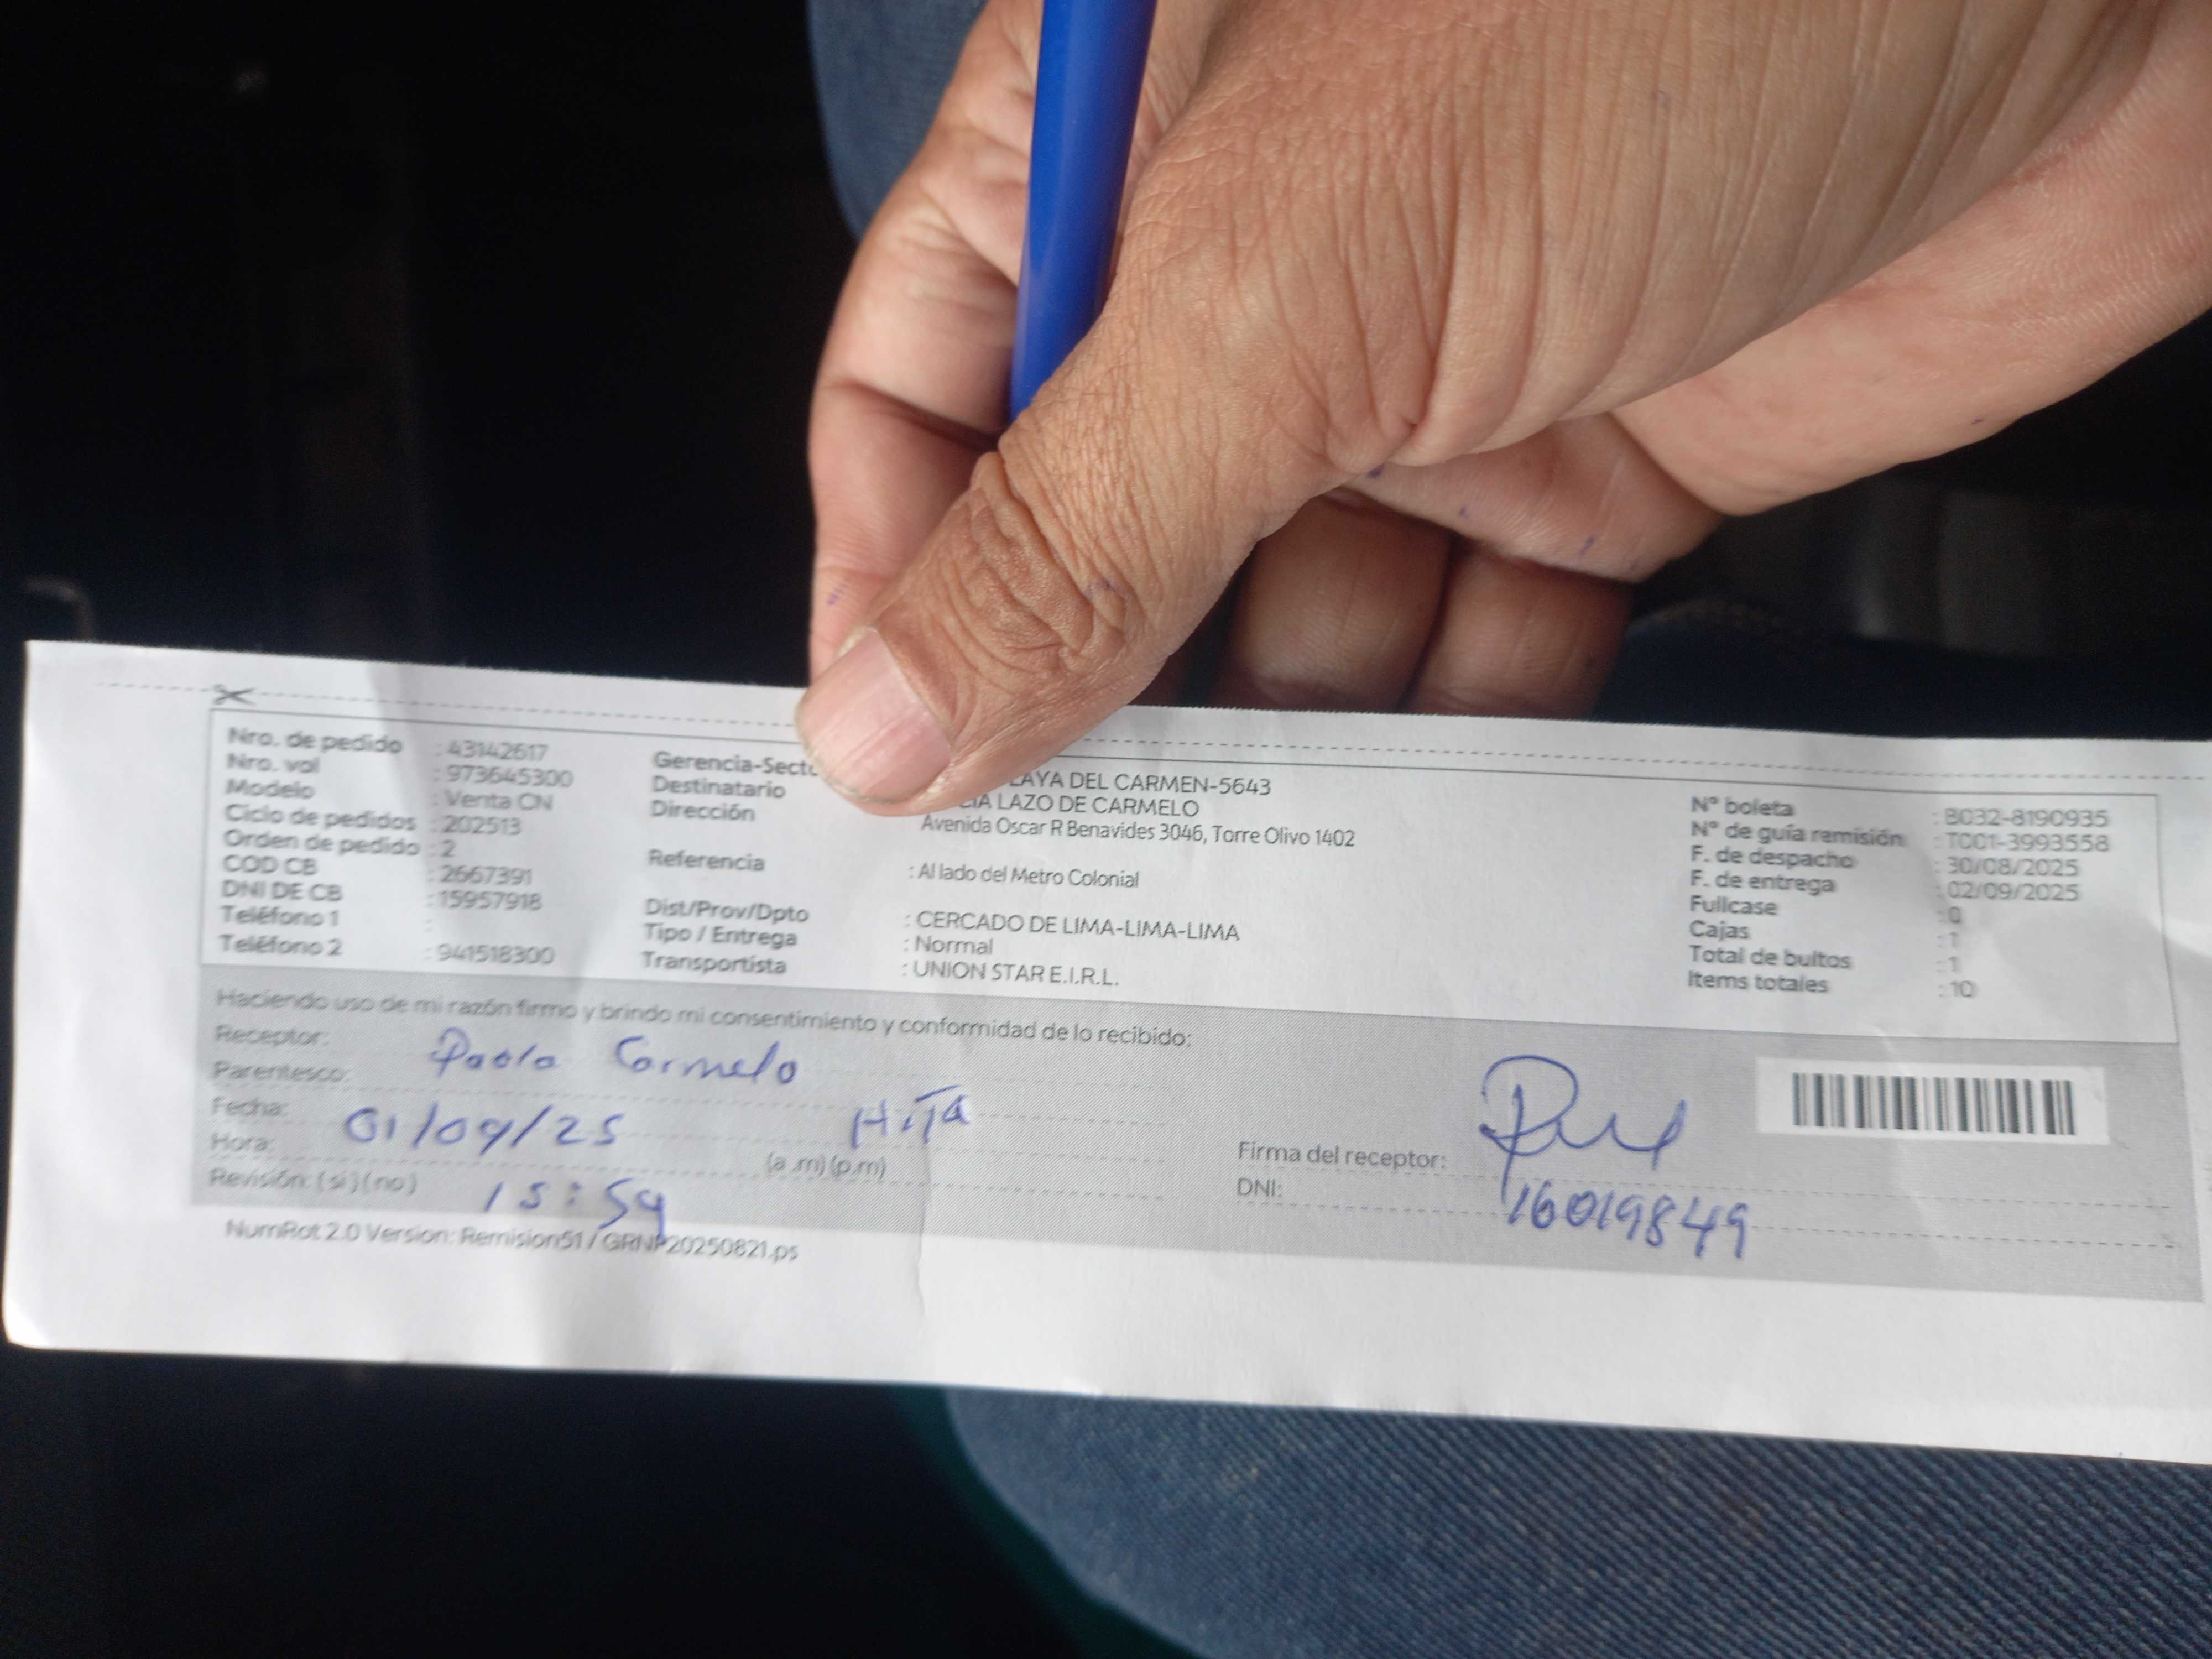 Nro. de pedido : 43142617
Nro. val : 973645300
Modelo : Venta CN
Ciclo de pedidos : 202513
Orden de pedido : 2
COD CB : 2667391
DNI DE CB : 15957918
Teléfono 1 :
Teléfono 2 : 941518300
Gerencia-Secto LAYA DEL CARMEN-5643
Destinatario CIA LAZO DE CARMELO
Dirección Avenida Oscar R Benavides 3046, Torre Olivo 1402
Referencia : Al lado del Metro Colonial
Dist/Prov/Dpto : CERCADO DE LIMA-LIMA-LIMA
Tipo / Entrega : Normal
Transportista : UNION STAR E.I.R.L.
N° boleta : B032-8190935
N° de guía remisión : T001-3993558
F. de despacho : 30/08/2025
F. de entrega : 02/09/2025
Fullcase : 0
Cajas : 1
Total de bultos : 1
Items totales : 10
Haciendo uso de mi razón firmo y brindo mi consentimiento y conformidad de lo recibido:
Receptor: Paola Carmelo
Parentesco: HiJa
Fecha: 01/09/25
Hora: 15:59 (a.m) (p.m)
Revisión: (si) (no)
Firma del receptor:
DNI: 16019849
NumRot 2.0 Version: Remision51 / GRNP20250821.ps